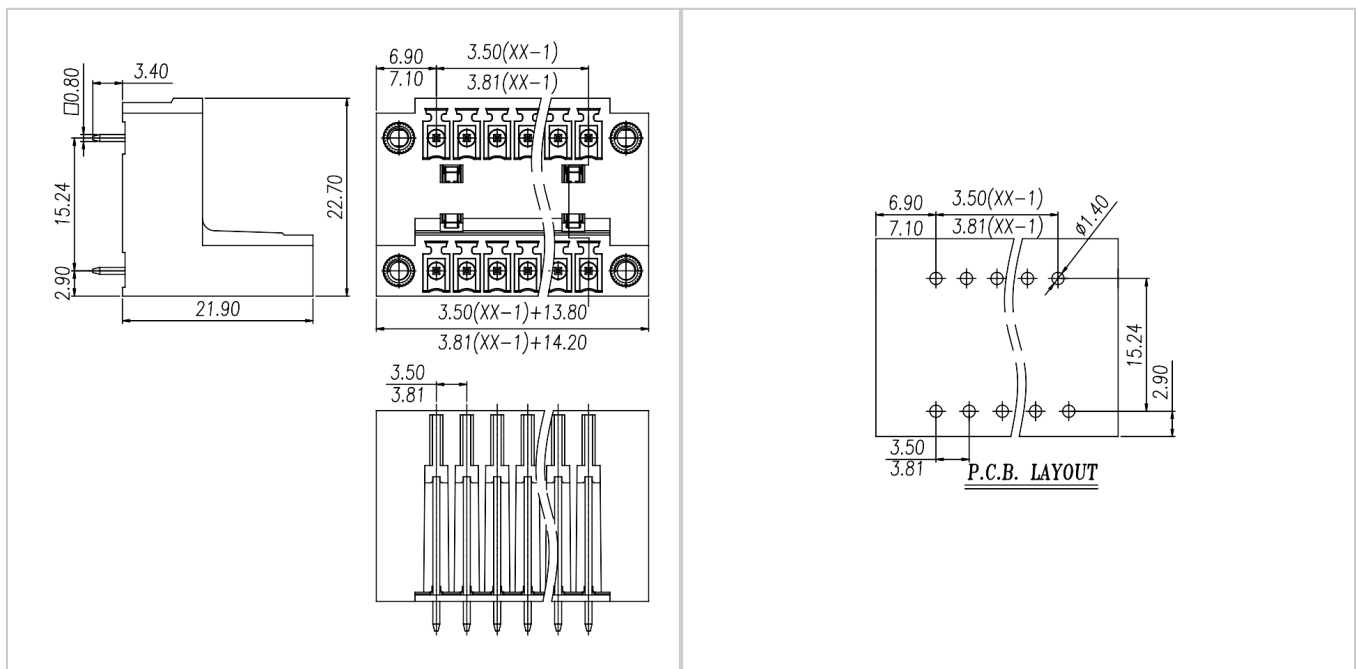 □0.80
3.40
15.24
2.90
22.70
21.90
6.90
7.10
3.50(XX-1)
3.81(XX-1)
3.50(XX-1)+13.80
3.81(XX-1)+14.20
3.50
3.81
6.90
7.10
3.50(XX-1)
3.81(XX-1)
ø1.40
15.24
2.90
3.50
3.81
P.C.B. LAYOUT